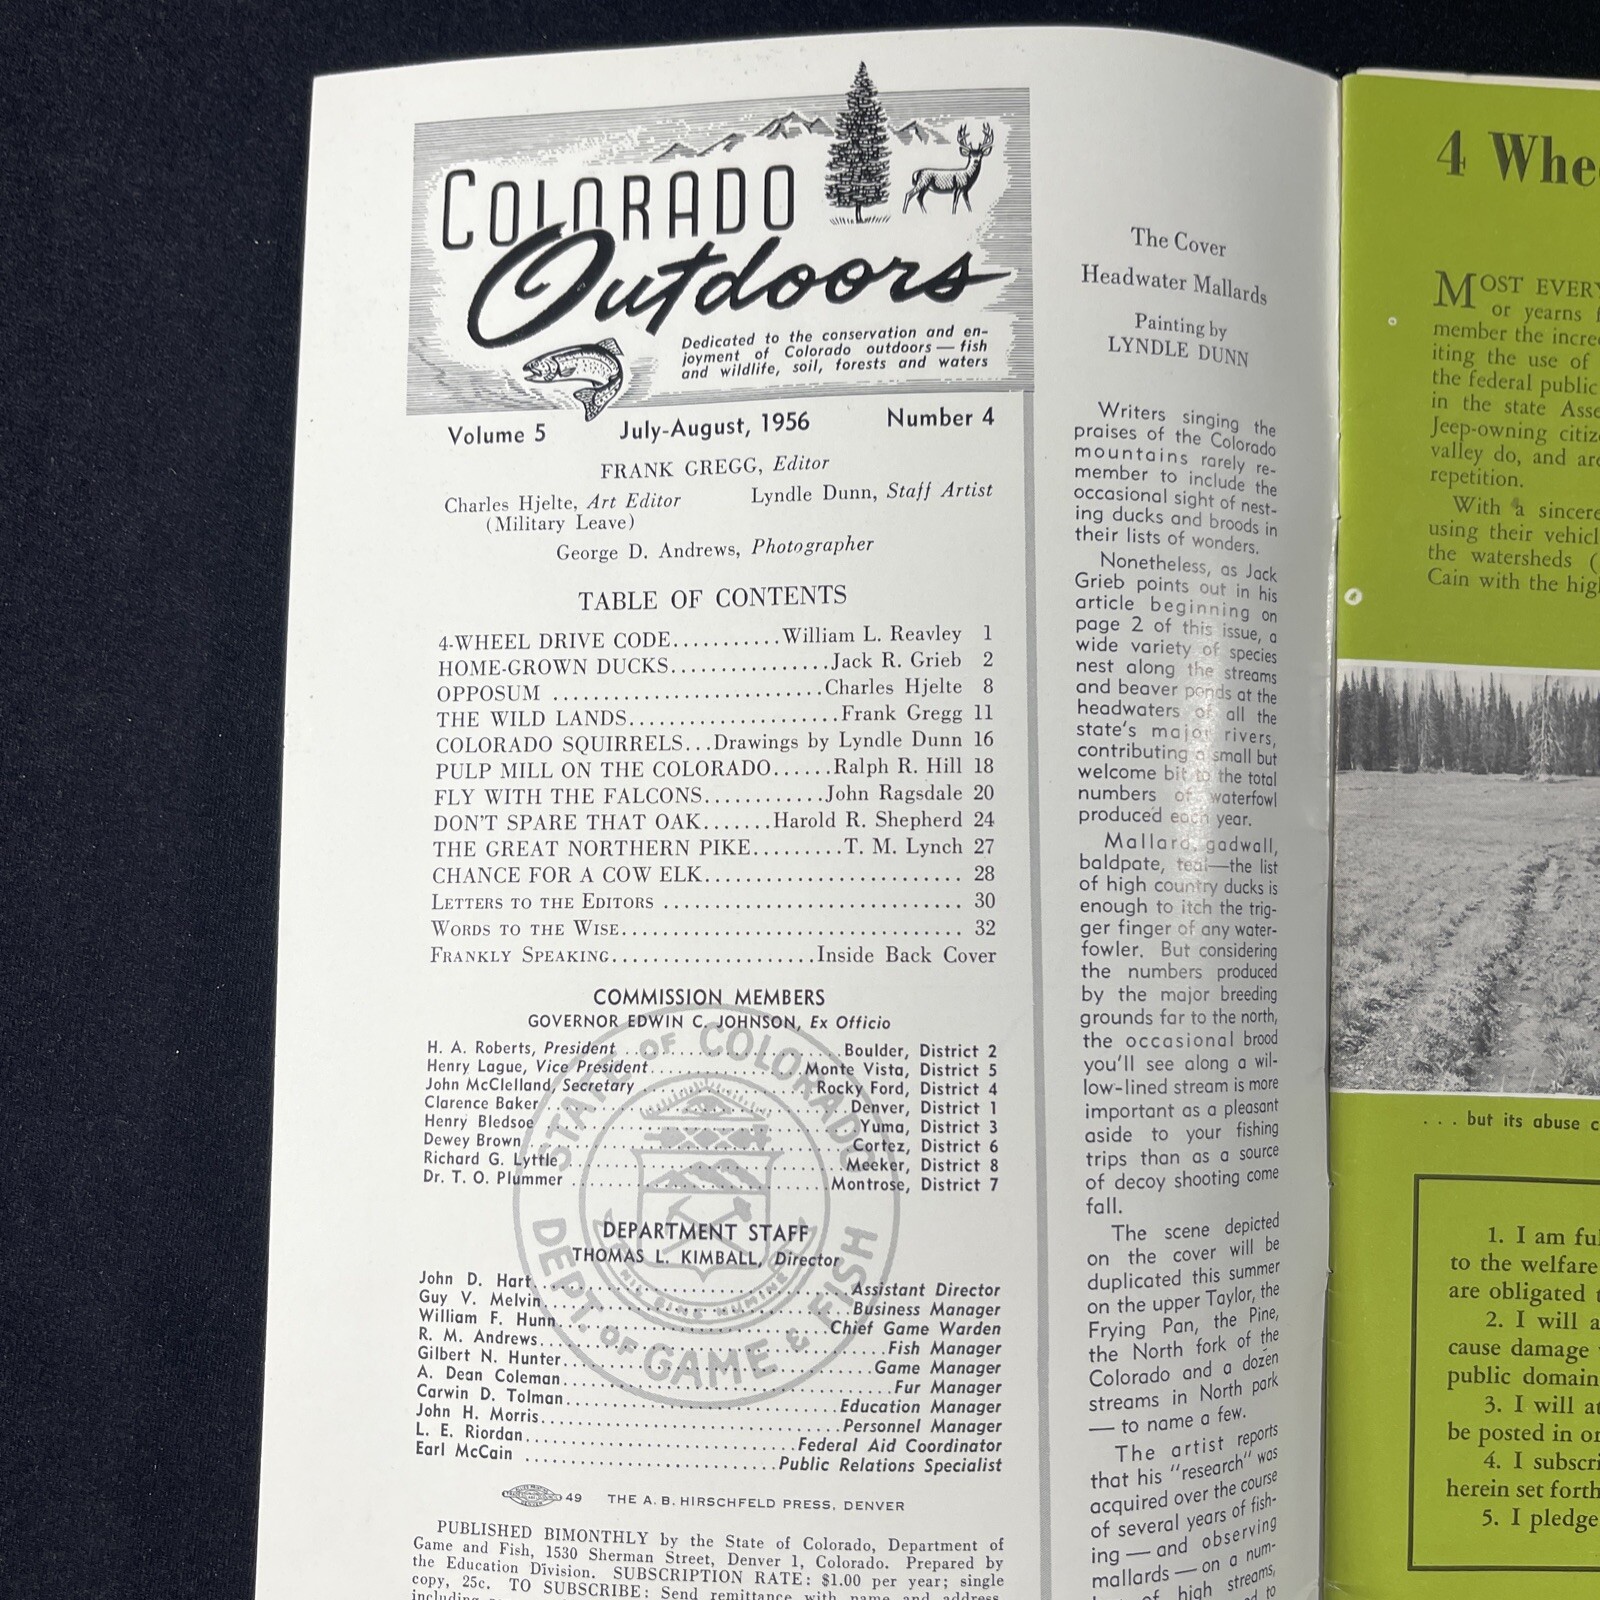 COLORADO
Outdoors
Dedicated to the conservation and en-
joyment of Colorado outdoors — fish
and wildlife, soil, forests and waters
Volume 5 July-August, 1956 Number 4
FRANK GREGG, Editor
Charles Hjelte, Art Editor Lyndle Dunn, Staff Artist
(Military Leave)
George D. Andrews, Photographer
TABLE OF CONTENTS
4-WHEEL DRIVE CODE..........William L. Reavley 1
HOME-GROWN DUCKS...............Jack R. Grieb 2
OPPOSUM .........................Charles Hjelte 8
THE WILD LANDS....................Frank Gregg 11
COLORADO SQUIRRELS...Drawings by Lyndle Dunn 16
PULP MILL ON THE COLORADO......Ralph R. Hill 18
FLY WITH THE FALCONS...........John Ragsdale 20
DON'T SPARE THAT OAK.......Harold R. Shepherd 24
THE GREAT NORTHERN PIKE.........T. M. Lynch 27
CHANCE FOR A COW ELK........................ 28
LETTERS TO THE EDITORS ............................ 30
WORDS TO THE WISE................................ 32
FRANKLY SPEAKING...................Inside Back Cover
COMMISSION MEMBERS
GOVERNOR EDWIN C. JOHNSON, Ex Officio
H. A. Roberts, President ........................Boulder, District 2
Henry Lague, Vice President................Monte Vista, District 5
John McClelland, Secretary ..................Rocky Ford, District 4
Clarence Baker................................Denver, District 1
Henry Bledsoe ................................Yuma, District 3
Dewey Brown..................................Cortez, District 6
Richard G. Lyttle..............................Meeker, District 8
Dr. T. O. Plummer ...........................Montrose, District 7
STATE OF COLORADO
DEPT. OF GAME & FISH
NIL SINE NUMINE
DEPARTMENT STAFF
THOMAS L. KIMBALL, Director
John D. Hart................................Assistant Director
Guy V. Melvin...............................Business Manager
William F. Hunn............................Chief Game Warden
R. M. Andrews..................................Fish Manager
Gilbert N. Hunter..............................Game Manager
A. Dean Coleman................................Fur Manager
Carwin D. Tolman..........................Education Manager
John H. Morris............................Personnel Manager
L. E. Riordan..........................Federal Aid Coordinator
Earl McCain ..........................Public Relations Specialist
49 THE A. B. HIRSCHFELD PRESS, DENVER
PUBLISHED BIMONTHLY by the State of Colorado, Department of
Game and Fish, 1530 Sherman Street, Denver 1, Colorado. Prepared by
the Education Division. SUBSCRIPTION RATE: $1.00 per year; single
copy, 25c. TO SUBSCRIBE: Send remittance with name and address,
The Cover
Headwater Mallards
Painting by
LYNDLE DUNN
Writers singing the
praises of the Colorado
mountains rarely re-
member to include the
occasional sight of nest-
ing ducks and broods in
their lists of wonders.
Nonetheless, as Jack
Grieb points out in his
article beginning on
page 2 of this issue, a
wide variety of species
nest along the streams
and beaver ponds at the
headwaters of all the
state's major rivers,
contributing a small but
welcome bit to the total
numbers of waterfowl
produced each year.
Mallard, gadwall,
baldpate, teal—the list
of high country ducks is
enough to itch the trig-
ger finger of any water-
fowler. But considering
the numbers produced
by the major breeding
grounds far to the north,
the occasional brood
you'll see along a wil-
low-lined stream is more
important as a pleasant
aside to your fishing
trips than as a source
of decoy shooting come
fall.
The scene depicted
on the cover will be
duplicated this summer
on the upper Taylor, the
Frying Pan, the Pine,
the North fork of the
Colorado and a dozen
streams in North park
— to name a few.
The artist reports
that his "research" was
acquired over the course
of several years of fish-
ing — and observing
mallards — on a num-
of high streams,
4 Whe
MOST EVERY
or yearns f
member the incre
iting the use of
the federal public
in the state Asse
Jeep-owning citiz
valley do, and are
repetition.
With a sincere
using their vehicl
the watersheds (
Cain with the hig
. . . but its abuse c
1. I am ful
to the welfare
are obligated t
2. I will a
cause damage
public domain
3. I will at
be posted in or
4. I subscri
herein set forth
5. I pledge